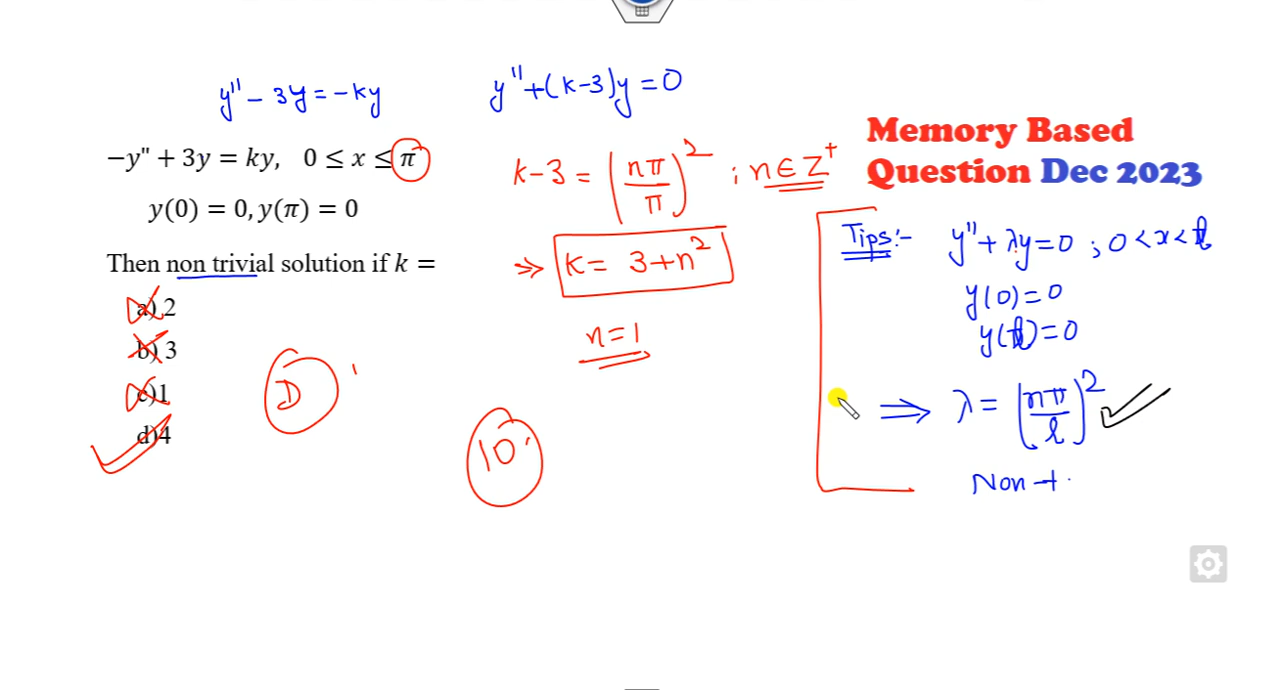 y'' - 3y = -ky
y'' + (k-3)y = 0
Memory Based
Question Dec 2023
-y" + 3y = ky, 0 ≤ x ≤ π
y(0) = 0, y(π) = 0
Then non trivial solution if k =
a) 2
b) 3
c) 1
d) 4
D
k-3 = (nπ/π)² ; n ∈ Z⁺
⇒ k = 3+n²
n=1
10
Tips:- y'' + λy = 0 ; 0 < x < l
y(0) = 0
y(l) = 0
⇒ λ = (nπ/l)²
Non-t.